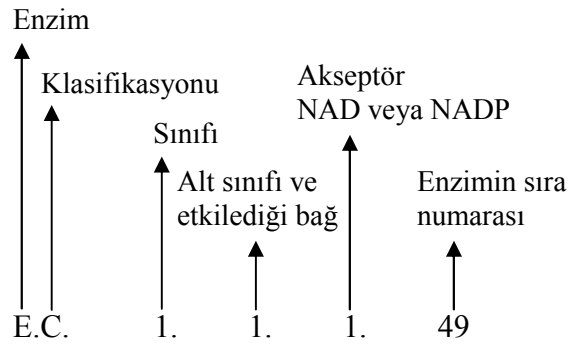 Enzim
Klasifikasyonu
Akseptör
NAD veya NADP
Sınıfı
Alt sınıfı ve
etkilediği bağ
Enzimin sıra
numarası
E.C. 1. 1. 1. 49